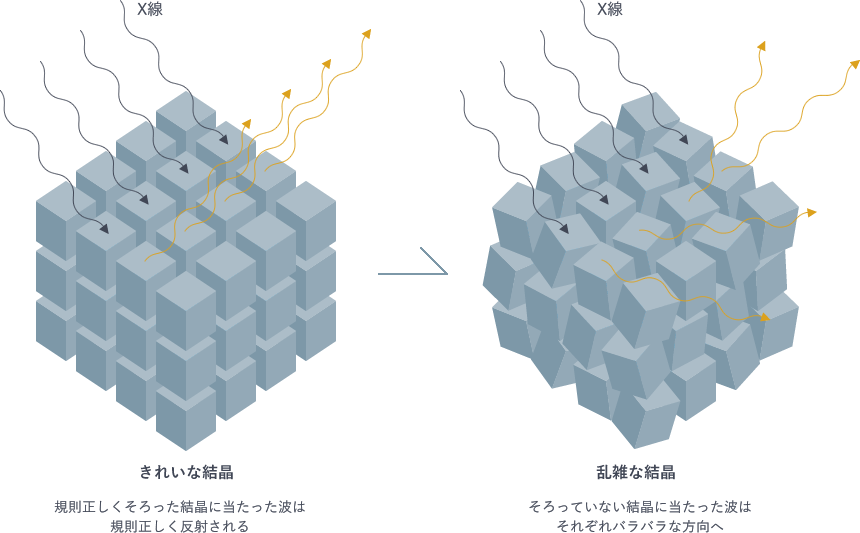 X線
X線
きれいな結晶
乱雑な結晶
規則正しくそろった結晶に当たった波は
規則正しく反射される
そろっていない結晶に当たった波は
それぞれバラバラな方向へ